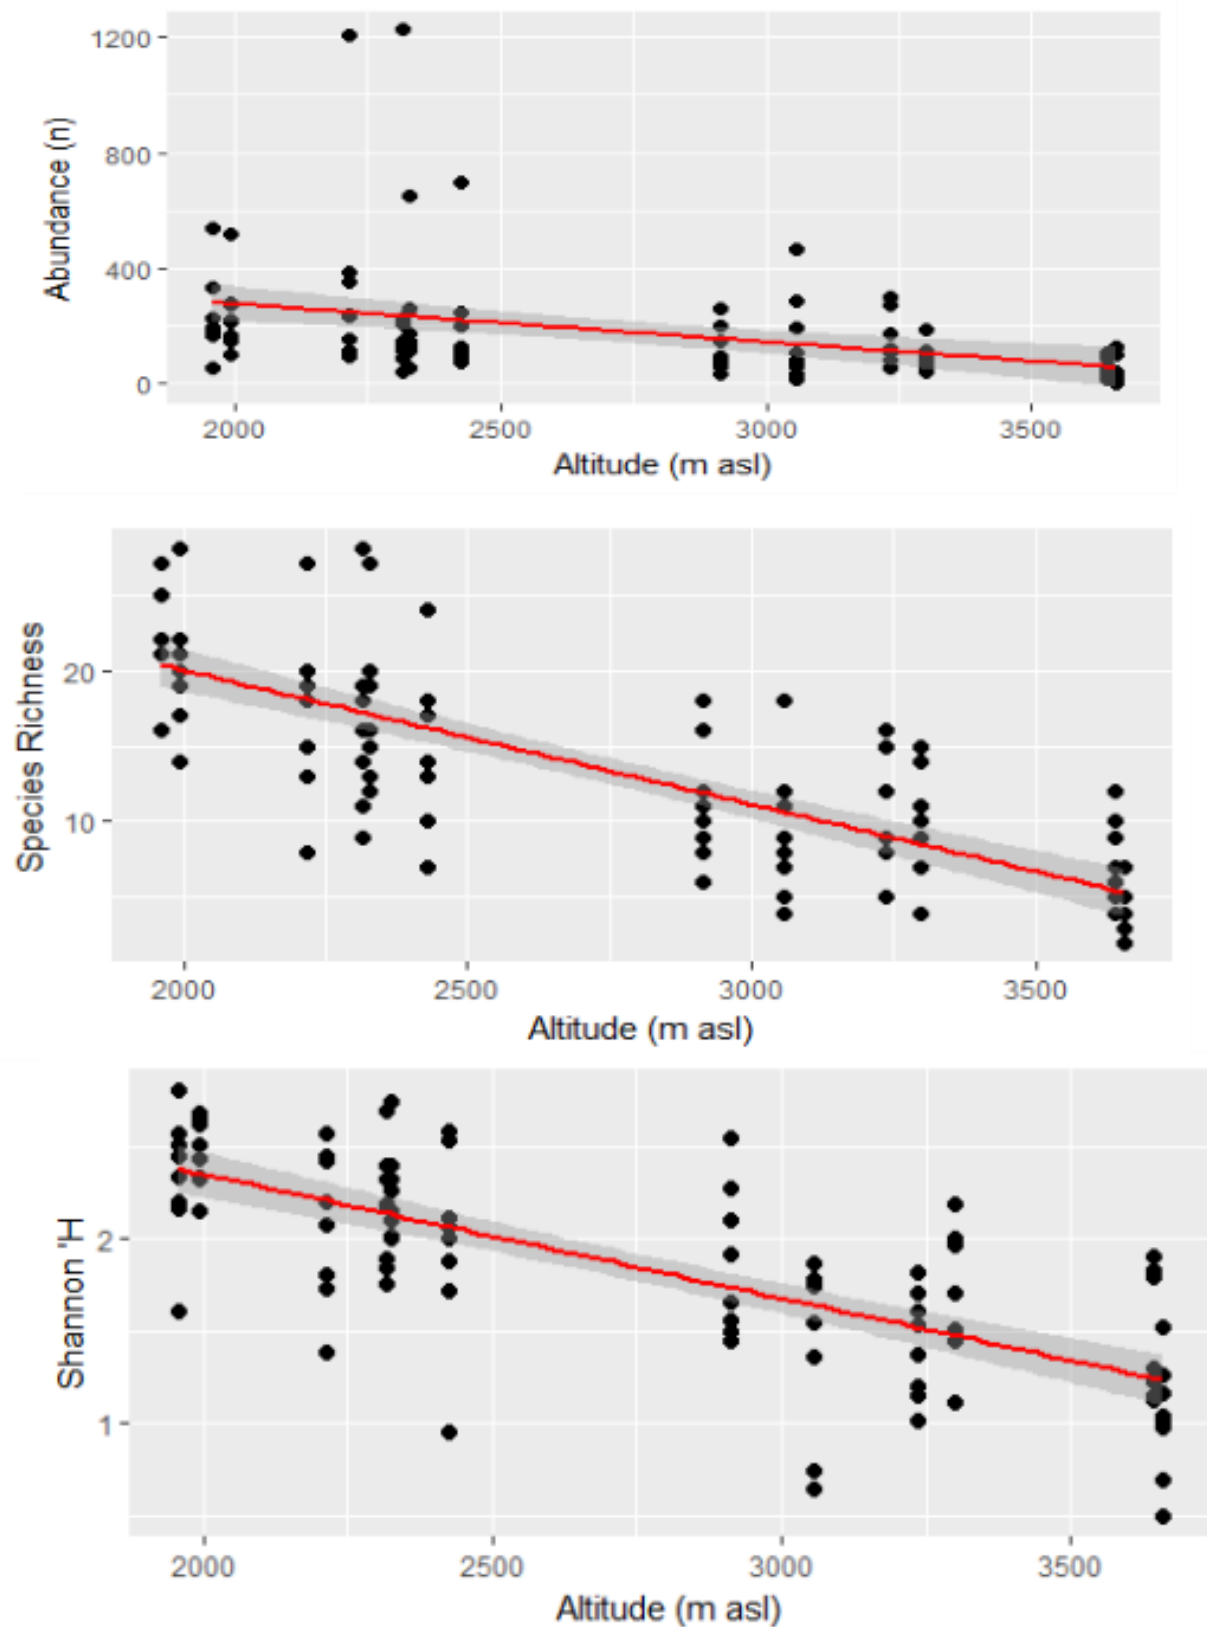 Abundance (n)
1200
800
400
0
2000 2500 3000 3500
Altitude (m asl)
Species Richness
20
10
2000 2500 3000 3500
Altitude (m asl)
Shannon 'H
2
1
2000 2500 3000 3500
Altitude (m asl)